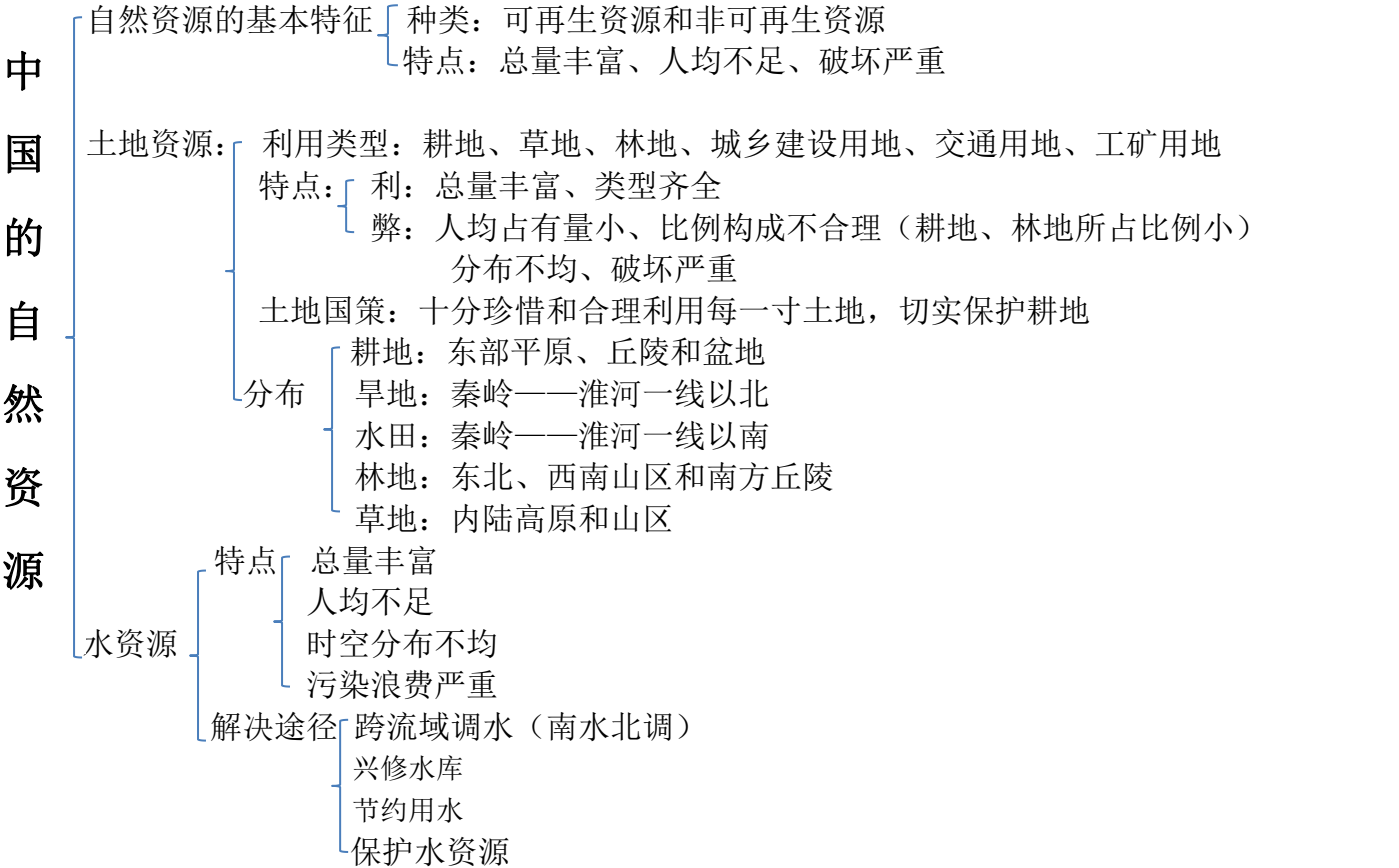 中国的自然资源
自然资源的基本特征
种类：可再生资源和非可再生资源
特点：总量丰富、人均不足、破坏严重
土地资源：
利用类型：耕地、草地、林地、城乡建设用地、交通用地、工矿用地
特点：
利：总量丰富、类型齐全
弊：人均占有量小、比例构成不合理（耕地、林地所占比例小）
分布不均、破坏严重
土地国策：十分珍惜和合理利用每一寸土地，切实保护耕地
分布
耕地：东部平原、丘陵和盆地
旱地：秦岭——淮河一线以北
水田：秦岭——淮河一线以南
林地：东北、西南山区和南方丘陵
草地：内陆高原和山区
水资源
特点
总量丰富
人均不足
时空分布不均
污染浪费严重
解决途径
跨流域调水（南水北调）
兴修水库
节约用水
保护水资源